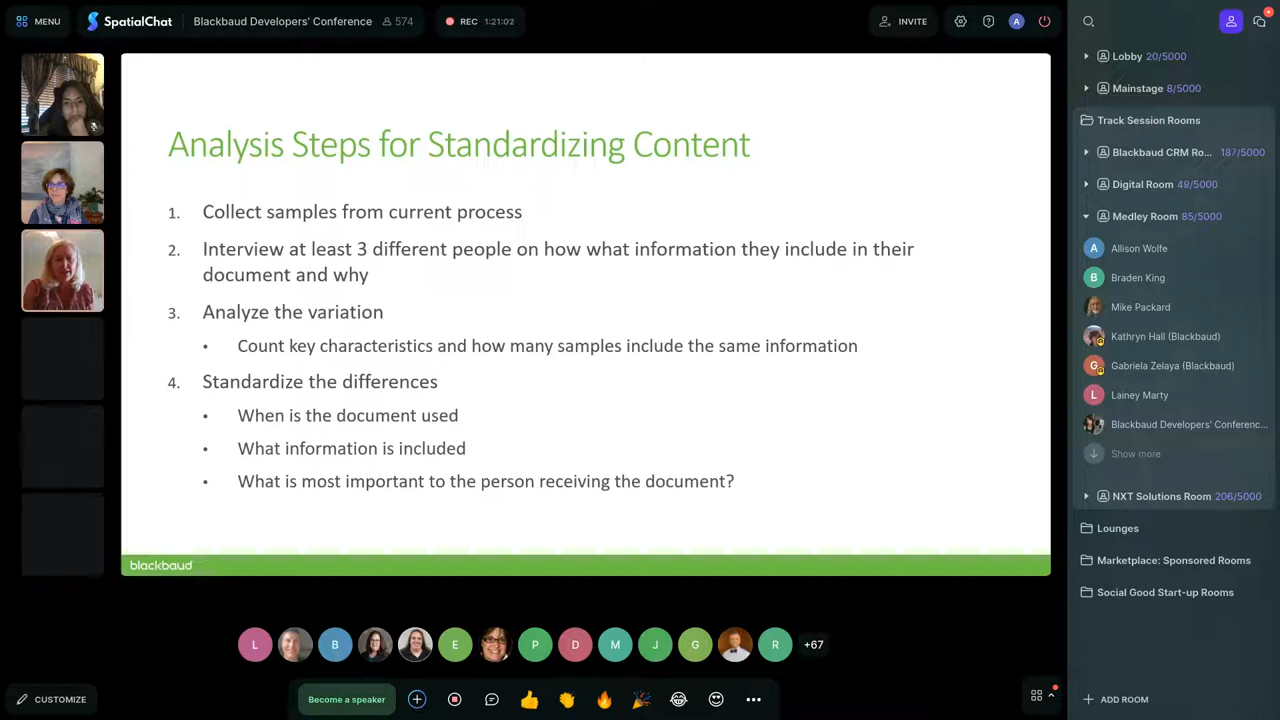 MENU
SpatialChat
Blackbaud Developers' Conference
574
REC 1:21:02
INVITE
A
Analysis Steps for Standardizing Content
1. Collect samples from current process
2. Interview at least 3 different people on how what information they include in their
document and why
3. Analyze the variation
• Count key characteristics and how many samples include the same information
4. Standardize the differences
• When is the document used
• What information is included
• What is most important to the person receiving the document?
blackbaud
L
B
E
P
D
M
J
G
R
+67
CUSTOMIZE
Become a speaker
Lobby 20/5000
Mainstage 8/5000
Track Session Rooms
Blackbaud CRM Ro... 187/5000
Digital Room 48/5000
Medley Room 85/5000
A Allison Wolfe
B Braden King
Mike Packard
Kathryn Hall (Blackbaud)
G Gabriela Zelaya (Blackbaud)
L Lainey Marty
Blackbaud Developers' Conferenc...
Show more
NXT Solutions Room 206/5000
Lounges
Marketplace: Sponsored Rooms
Social Good Start-up Rooms
ADD ROOM